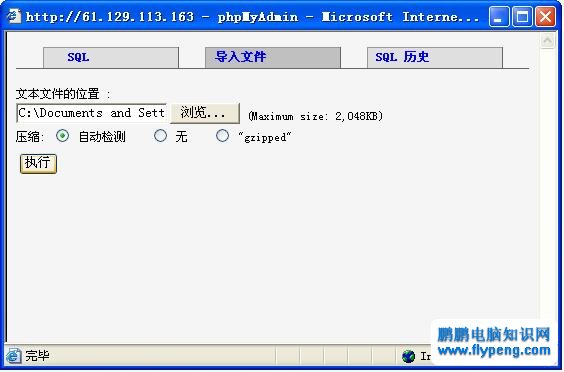 http://61.129.113.163 - phpMyAdmin - Microsoft Interne...
SQL 导入文件 SQL 历史
文本文件的位置 :
C:\Documents and Sett 浏览... (Maximum size: 2,048KB)
压缩: 自动检测 无 "gzipped"
执行
鹏鹏电脑知识网
完毕
www.flypeng.com